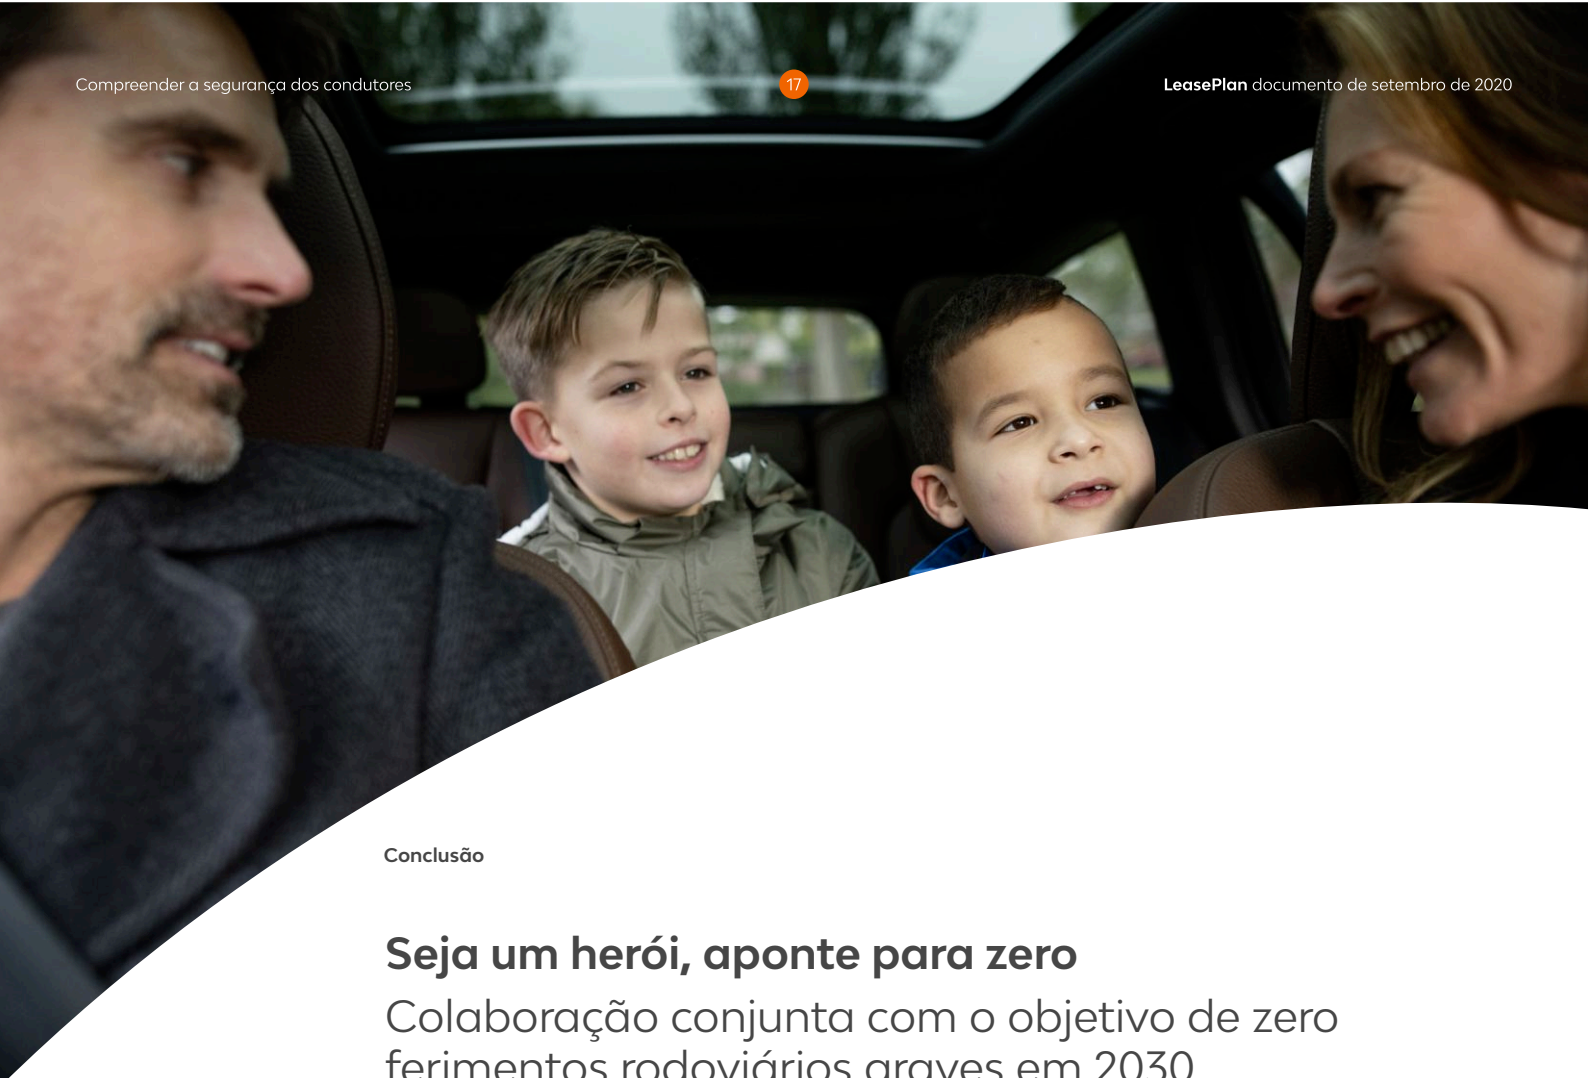 Compreender a segurança dos condutores
17
LeasePlan documento de setembro de 2020
Conclusão
Seja um herói, aponte para zero
Colaboração conjunta com o objetivo de zero
ferimentos rodoviários graves em 2030